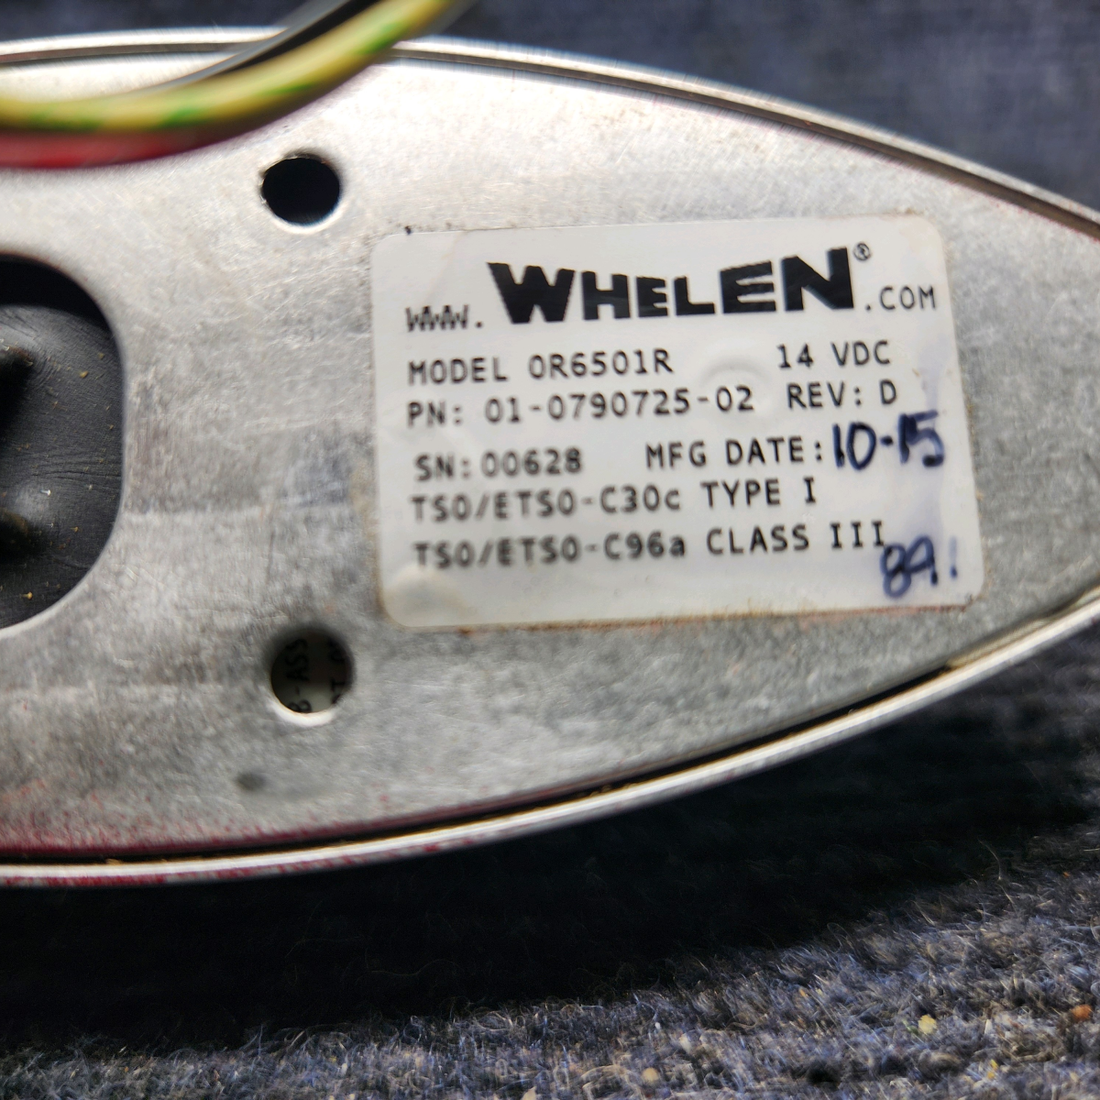 www.WHELEN®.COM
MODEL OR6501R 14 VDC
PN: 01-0790725-02 REV: D
SN: 00628 MFG DATE: 10-15
TSO/ETSO-C30c TYPE I
TSO/ETSO-C96a CLASS III
B-ASS